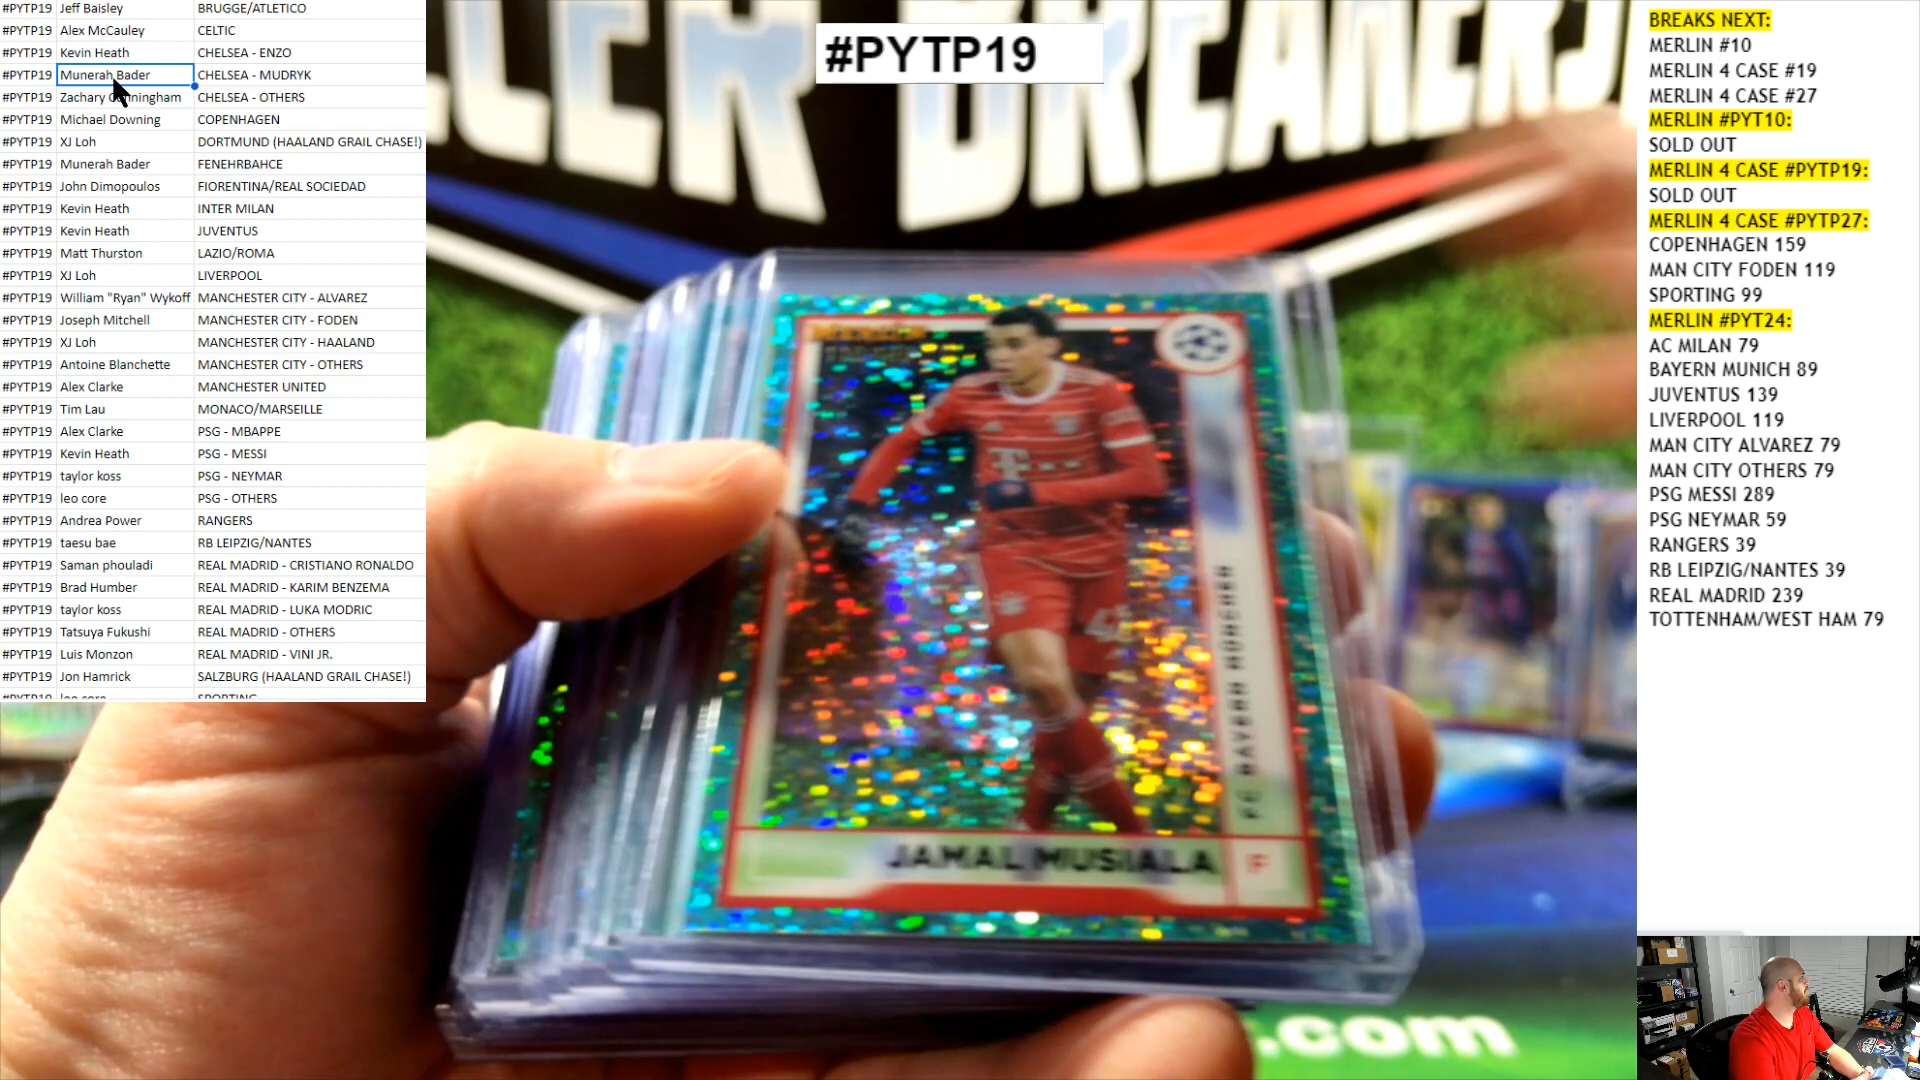 #PYTP19 Jeff Baisley BRUGGE/ATLETICO
#PYTP19 Alex McCauley CELTIC
#PYTP19 Kevin Heath CHELSEA - ENZO
#PYTP19 Munerah Bader CHELSEA - MUDRYK
#PYTP19 Zachary CHELSEA - OTHERS
#PYTP19 Michael Downing COPENHAGEN
#PYTP19 XJ Loh DORTMUND (HAALAND GRAIL CHASE!)
#PYTP19 Munerah Bader FENEHRBAHCE
#PYTP19 John Dimopoulos FIORENTINA/REAL SOCIEDAD
#PYTP19 Kevin Heath INTER MILAN
#PYTP19 Kevin Heath JUVENTUS
#PYTP19 Matt Thurston LAZIO/ROMA
#PYTP19 XJ Loh LIVERPOOL
#PYTP19 William "Ryan" Wykoff MANCHESTER CITY - ALVAREZ
#PYTP19 Joseph Mitchell MANCHESTER CITY - FODEN
#PYTP19 XJ Loh MANCHESTER CITY - HAALAND
#PYTP19 Antoine Blanchette MANCHESTER CITY - OTHERS
#PYTP19 Alex Clarke MANCHESTER UNITED
#PYTP19 Tim Lau MONACO/MARSEILLE
#PYTP19 Alex Clarke PSG - MBAPPE
#PYTP19 Kevin Heath PSG - MESSI
#PYTP19 taylor koss PSG - NEYMAR
#PYTP19 leo core PSG - OTHERS
#PYTP19 Andrea Power RANGERS
#PYTP19 taesu bae RB LEIPZIG/NANTES
#PYTP19 Saman phouladi REAL MADRID - CRISTIANO RONALDO
#PYTP19 Brad Humber REAL MADRID - KARIM BENZEMA
#PYTP19 taylor koss REAL MADRID - LUKA MODRIC
#PYTP19 Tatsuya Fukushi REAL MADRID - OTHERS
#PYTP19 Luis Monzon REAL MADRID - VINI JR.
#PYTP19 Jon Hamrick SALZBURG (HAALAND GRAIL CHASE!)
#PYTP19
BREAKERS
FC BAYERN MÜNCHEN
JAMAL MUSIALA F
.com
BREAKS NEXT:
MERLIN #10
MERLIN 4 CASE #19
MERLIN 4 CASE #27
MERLIN #PYT10:
SOLD OUT
MERLIN 4 CASE #PYTP19:
SOLD OUT
MERLIN 4 CASE #PYTP27:
COPENHAGEN 159
MAN CITY FODEN 119
SPORTING 99
MERLIN #PYT24:
AC MILAN 79
BAYERN MUNICH 89
JUVENTUS 139
LIVERPOOL 119
MAN CITY ALVAREZ 79
MAN CITY OTHERS 79
PSG MESSI 289
PSG NEYMAR 59
RANGERS 39
RB LEIPZIG/NANTES 39
REAL MADRID 239
TOTTENHAM/WEST HAM 79